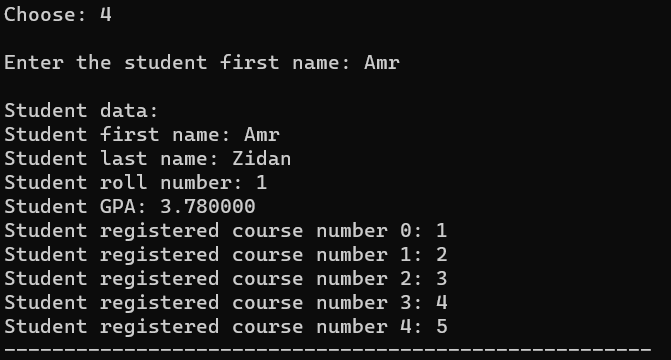 Choose: 4
Enter the student first name: Amr
Student data:
Student first name: Amr
Student last name: Zidan
Student roll number: 1
Student GPA: 3.780000
Student registered course number 0: 1
Student registered course number 1: 2
Student registered course number 2: 3
Student registered course number 3: 4
Student registered course number 4: 5
------------------------------------------------------